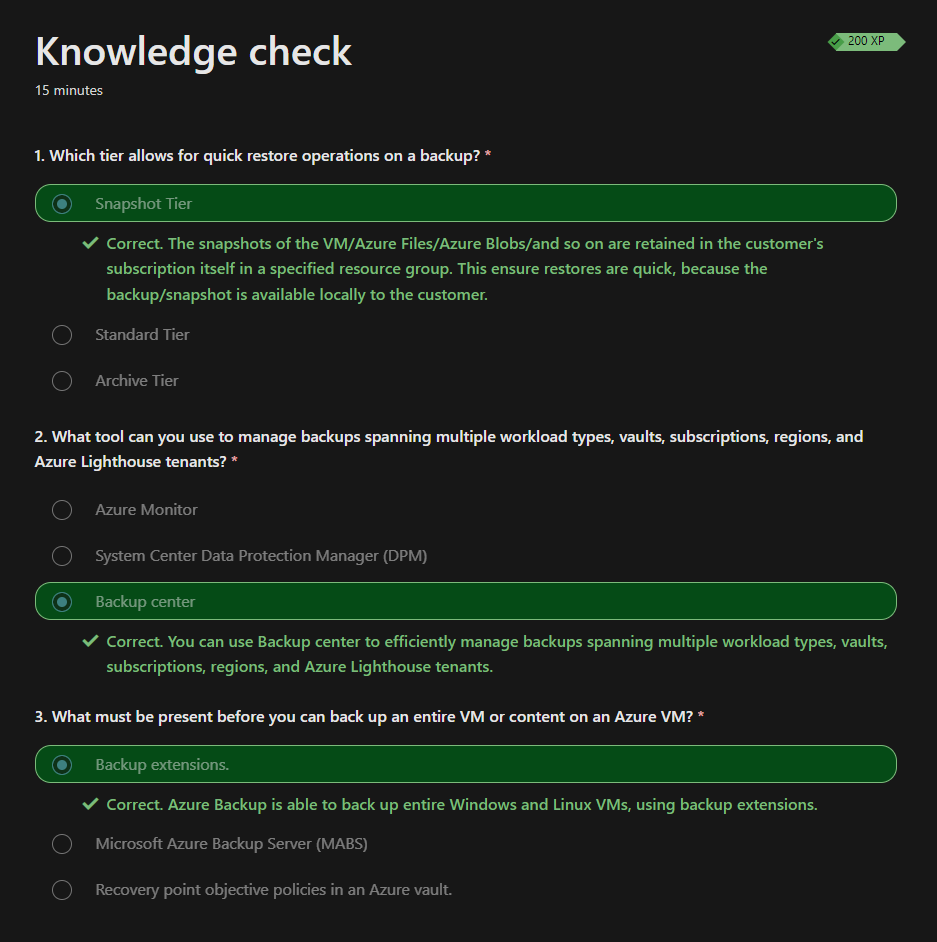 Knowledge check
200 XP
15 minutes
1. Which tier allows for quick restore operations on a backup? *
Snapshot Tier
Correct. The snapshots of the VM/Azure Files/Azure Blobs/and so on are retained in the customer's
subscription itself in a specified resource group. This ensure restores are quick, because the
backup/snapshot is available locally to the customer.
Standard Tier
Archive Tier
2. What tool can you use to manage backups spanning multiple workload types, vaults, subscriptions, regions, and
Azure Lighthouse tenants? *
Azure Monitor
System Center Data Protection Manager (DPM)
Backup center
Correct. You can use Backup center to efficiently manage backups spanning multiple workload types, vaults,
subscriptions, regions, and Azure Lighthouse tenants.
3. What must be present before you can back up an entire VM or content on an Azure VM? *
Backup extensions.
Correct. Azure Backup is able to back up entire Windows and Linux VMs, using backup extensions.
Microsoft Azure Backup Server (MABS)
Recovery point objective policies in an Azure vault.